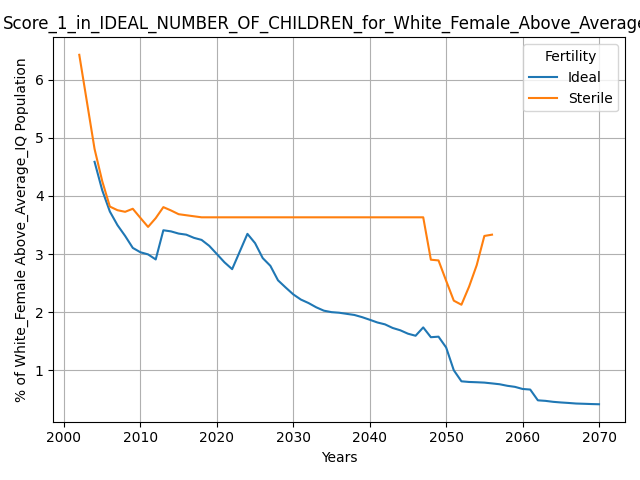 Score_1_in_IDEAL_NUMBER_OF_CHILDREN_for_White_Female_Above_Average
Fertility
Ideal
Sterile
% of White_Female Above_Average_IQ Population
6
5
4
3
2
1
2000 2010 2020 2030 2040 2050 2060 2070
Years